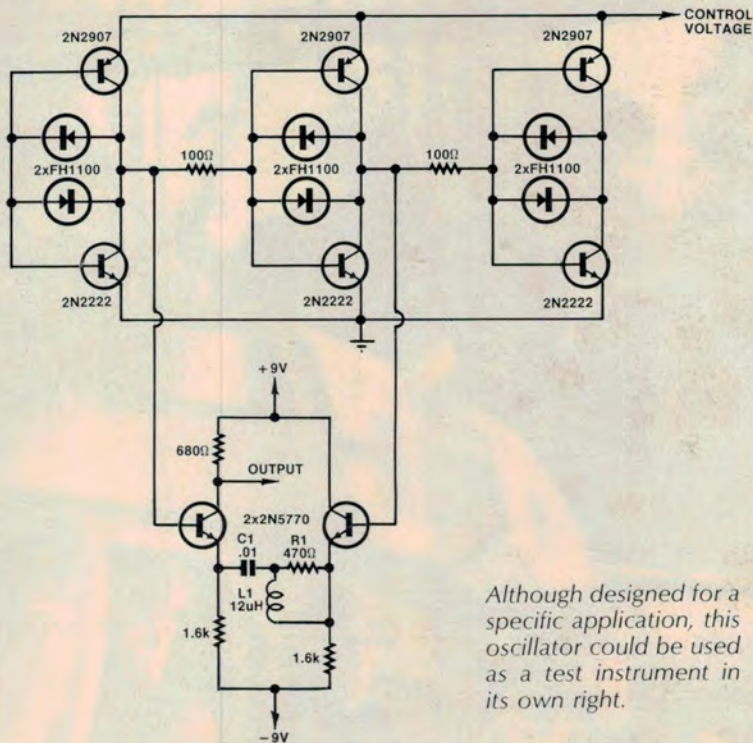 CONTROL
VOLTAGE
2N2907
2N2907
2N2907
100Ω
100Ω
2xFH1100
2xFH1100
2xFH1100
2N2222
2N2222
2N2222
+9V
680Ω
OUTPUT
2x2N5770
C1
.01
R1
470Ω
L1
12uH
1.6k
1.6k
-9V
Although designed for a
specific application, this
oscillator could be used
as a test instrument in
its own right.